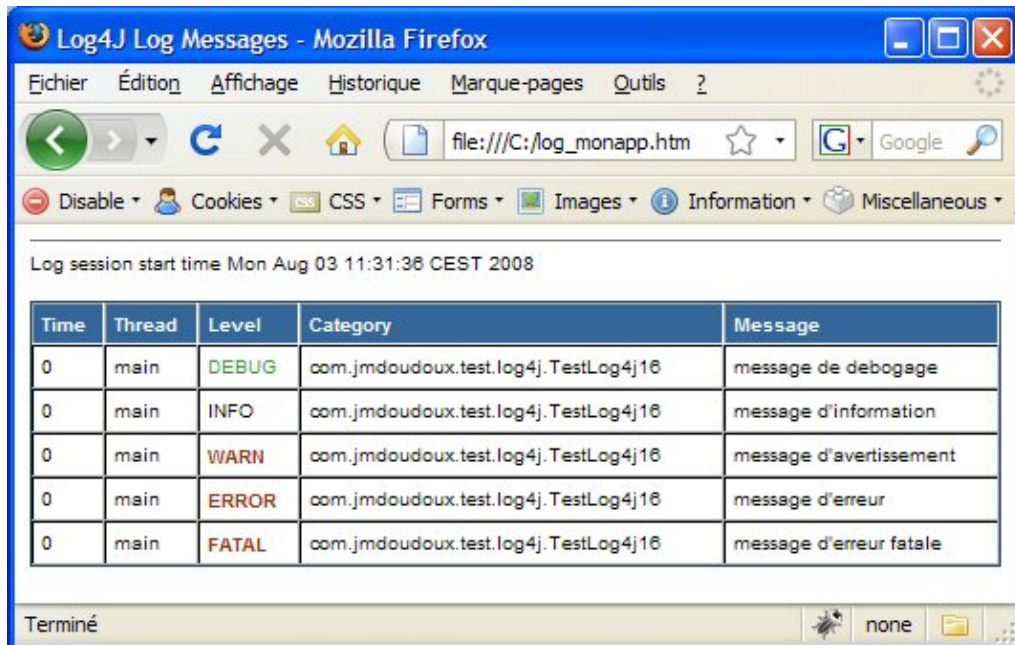 Log4J Log Messages - Mozilla Firefox
Fichier Édition Affichage Historique Marque-pages Outils ?
file:///C:/log_monapp.htm G Google
Disable Cookies css CSS Forms Images Information Miscellaneous
Log session start time Mon Aug 03 11:31:36 CEST 2008
Time Thread Level Category Message
0 main DEBUG com.jmdoudoux.test.log4j.TestLog4j16 message de debogage
0 main INFO com.jmdoudoux.test.log4j.TestLog4j16 message d'information
0 main WARN com.jmdoudoux.test.log4j.TestLog4j16 message d'avertissement
0 main ERROR com.jmdoudoux.test.log4j.TestLog4j16 message d'erreur
0 main FATAL com.jmdoudoux.test.log4j.TestLog4j16 message d'erreur fatale
Terminé none